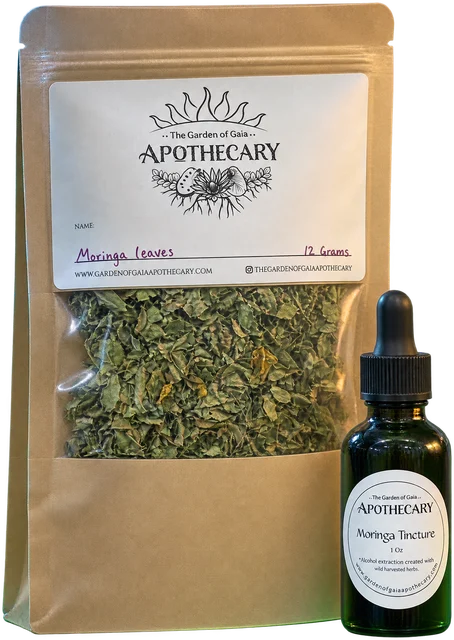 ·· The Garden of Gaia ··
APOTHECARY
NAME:
Moringa leaves 12 Grams
WWW.GARDENOFGAIAAPOTHECARY.COM THEGARDENOFGAIAAPOTHECARY
·· The Garden of Gaia ··
APOTHECARY
Moringa Tincture
1 Oz
*Alcohol extraction created with
wild harvested herbs.
www.gardenofgaiaapothecary.com